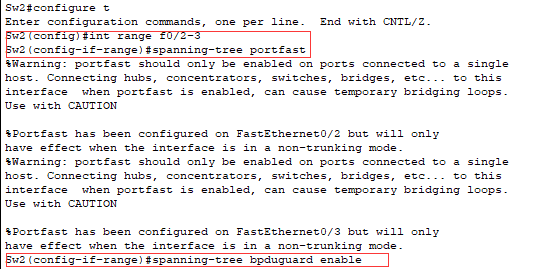 Sw2#configure t
Enter configuration commands, one per line.  End with CNTL/Z.
Sw2(config)#int range f0/2-3
Sw2(config-if-range)#spanning-tree portfast
%Warning: portfast should only be enabled on ports connected to a single
host. Connecting hubs, concentrators, switches, bridges, etc... to this
interface  when portfast is enabled, can cause temporary bridging loops.
Use with CAUTION
%Portfast has been configured on FastEthernet0/2 but will only
have effect when the interface is in a non-trunking mode.
%Warning: portfast should only be enabled on ports connected to a single
host. Connecting hubs, concentrators, switches, bridges, etc... to this
interface  when portfast is enabled, can cause temporary bridging loops.
Use with CAUTION
%Portfast has been configured on FastEthernet0/3 but will only
have effect when the interface is in a non-trunking mode.
Sw2(config-if-range)#spanning-tree bpduguard enable